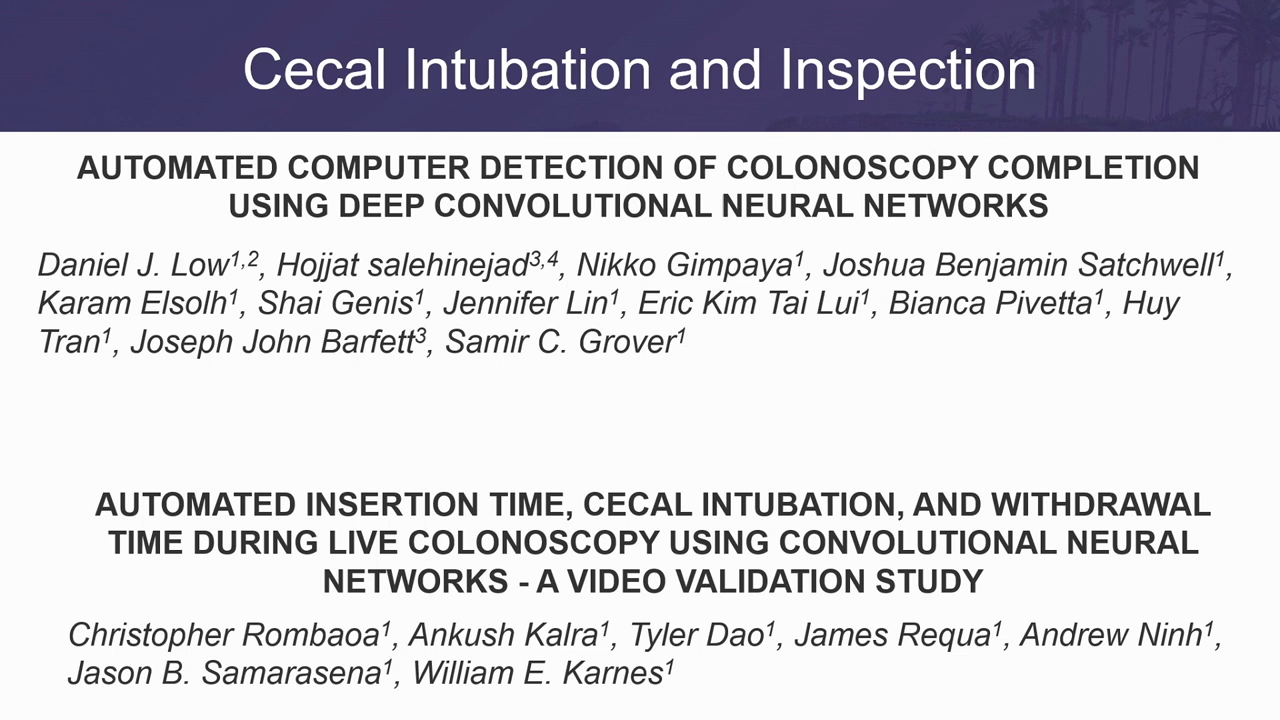 Cecal Intubation and Inspection
AUTOMATED COMPUTER DETECTION OF COLONOSCOPY COMPLETION
USING DEEP CONVOLUTIONAL NEURAL NETWORKS
Daniel J. Low1,2, Hojjat salehinejad3,4, Nikko Gimpaya1, Joshua Benjamin Satchwell1,
Karam Elsolh1, Shai Genis1, Jennifer Lin1, Eric Kim Tai Lui1, Bianca Pivetta1, Huy
Tran1, Joseph John Barfett3, Samir C. Grover1
AUTOMATED INSERTION TIME, CECAL INTUBATION, AND WITHDRAWAL
TIME DURING LIVE COLONOSCOPY USING CONVOLUTIONAL NEURAL
NETWORKS - A VIDEO VALIDATION STUDY
Christopher Rombaoa1, Ankush Kalra1, Tyler Dao1, James Requa1, Andrew Ninh1,
Jason B. Samarasena1, William E. Karnes1